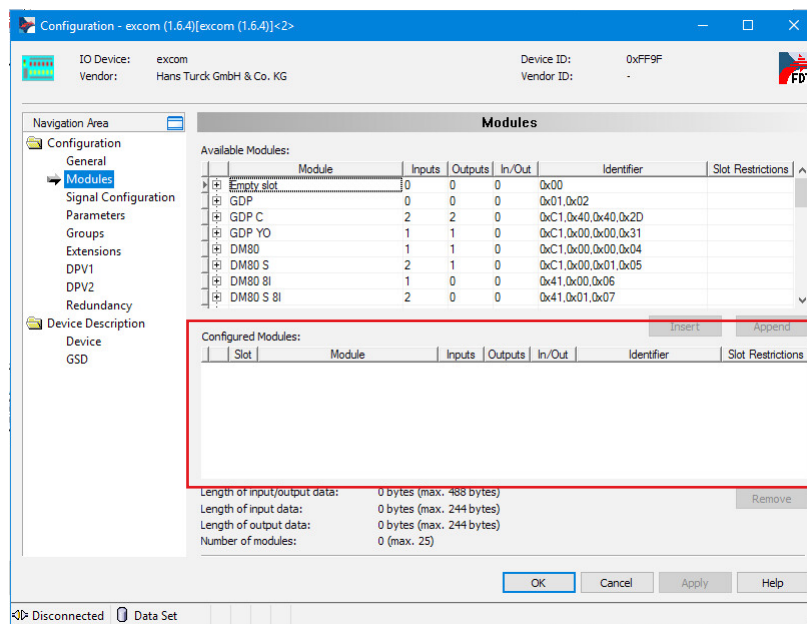 Configuration - excom (1.6.4)[excom (1.6.4)]<2>
IO Device: excom Device ID: 0xFF9F
Vendor: Hans Turck GmbH & Co. KG Vendor ID: -
FDT
Navigation Area
Configuration
General
Modules
Signal Configuration
Parameters
Groups
Extensions
DPV1
DPV2
Redundancy
Device Description
Device
GSD
Modules
Available Modules:
Module Inputs Outputs In/Out Identifier Slot Restrictions
Empty slot 0 0 0 0x00
GDP 0 0 0 0x01,0x02
GDP C 2 2 0 0xC1,0x40,0x40,0x2D
GDP YO 1 1 0 0xC1,0x00,0x00,0x31
DM80 1 1 0 0xC1,0x00,0x00,0x04
DM80 S 2 1 0 0xC1,0x00,0x01,0x05
DM80 8I 1 0 0 0x41,0x00,0x06
DM80 S 8I 2 0 0 0x41,0x01,0x07
Insert Append
Configured Modules:
Slot Module Inputs Outputs In/Out Identifier Slot Restrictions
Length of input/output data: 0 bytes (max. 488 bytes)
Remove
Length of input data: 0 bytes (max. 244 bytes)
Length of output data: 0 bytes (max. 244 bytes)
Number of modules: 0 (max. 25)
OK Cancel Apply Help
Disconnected Data Set